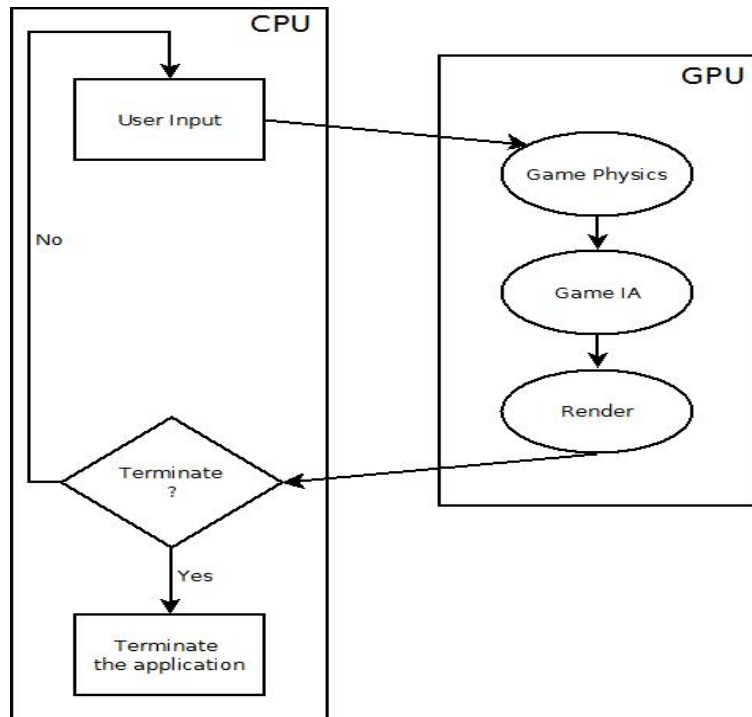 CPU
User Input
No
Terminate
?
Yes
Terminate
the application
GPU
Game Physics
Game IA
Render